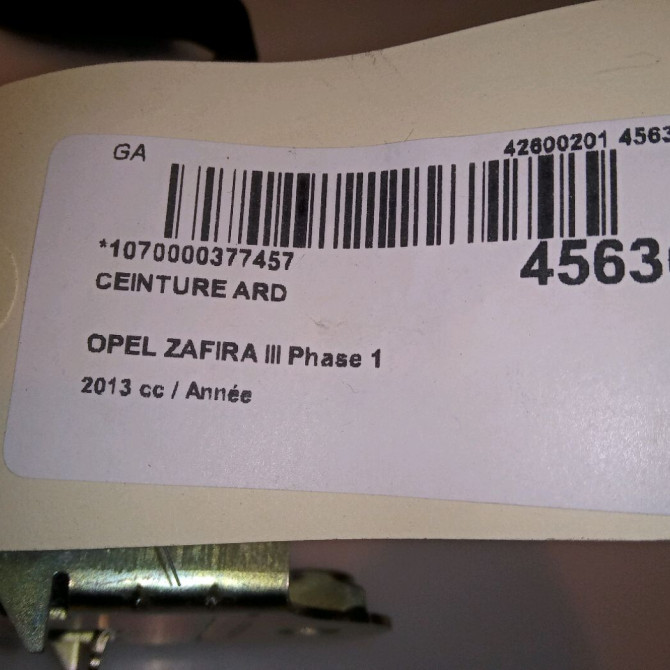 GA
42600201 4563
*1070000377457
4563
CEINTURE ARD
OPEL ZAFIRA III Phase 1
2013 cc / Année